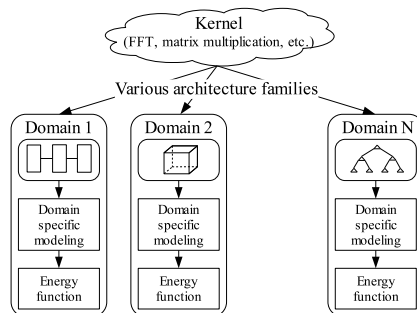 Kernel
(FFT, matrix multiplication, etc.)
Various architecture families
Domain 1
Domain
specific
modeling
Energy
function
Domain 2
Domain
specific
modeling
Energy
function
Domain N
Domain
specific
modeling
Energy
function